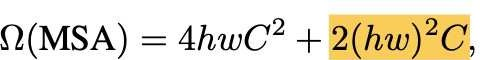 Ω(MSA) = 4hwC² + 2(hw)²C,